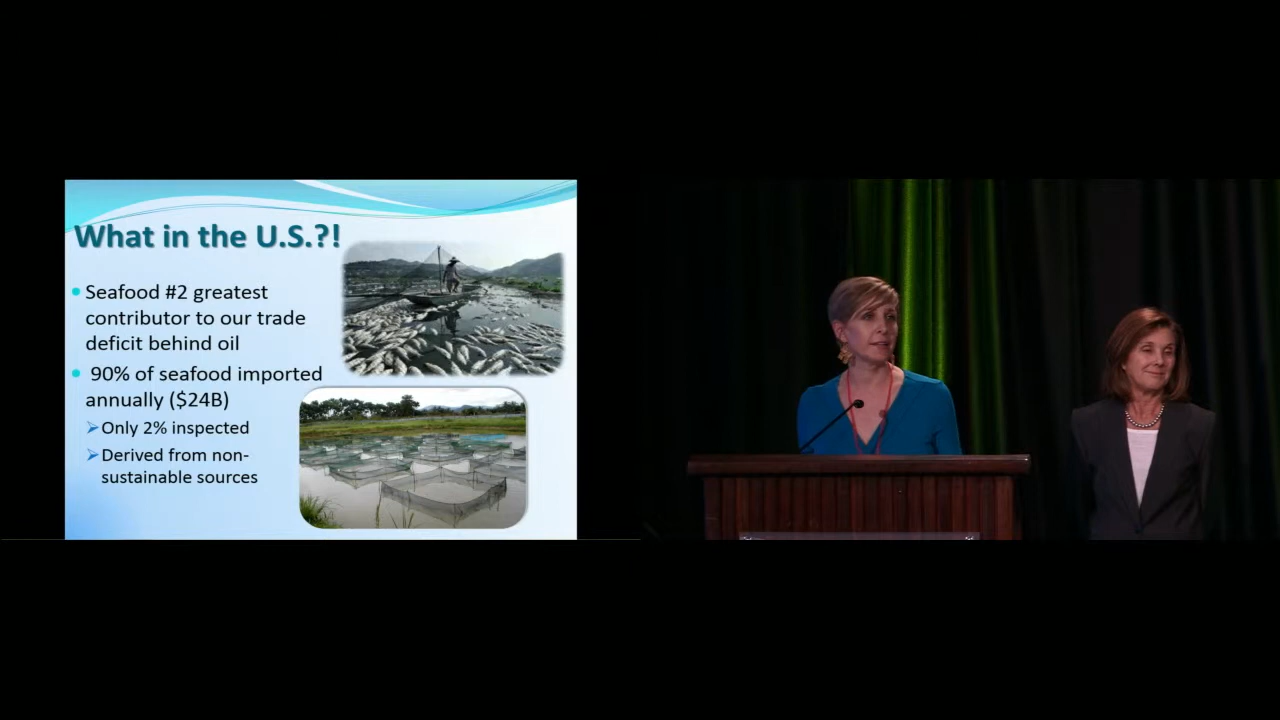 What in the U.S.?!
Seafood #2 greatest
contributor to our trade
deficit behind oil
90% of seafood imported
annually ($24B)
Only 2% inspected
Derived from non-
sustainable sources